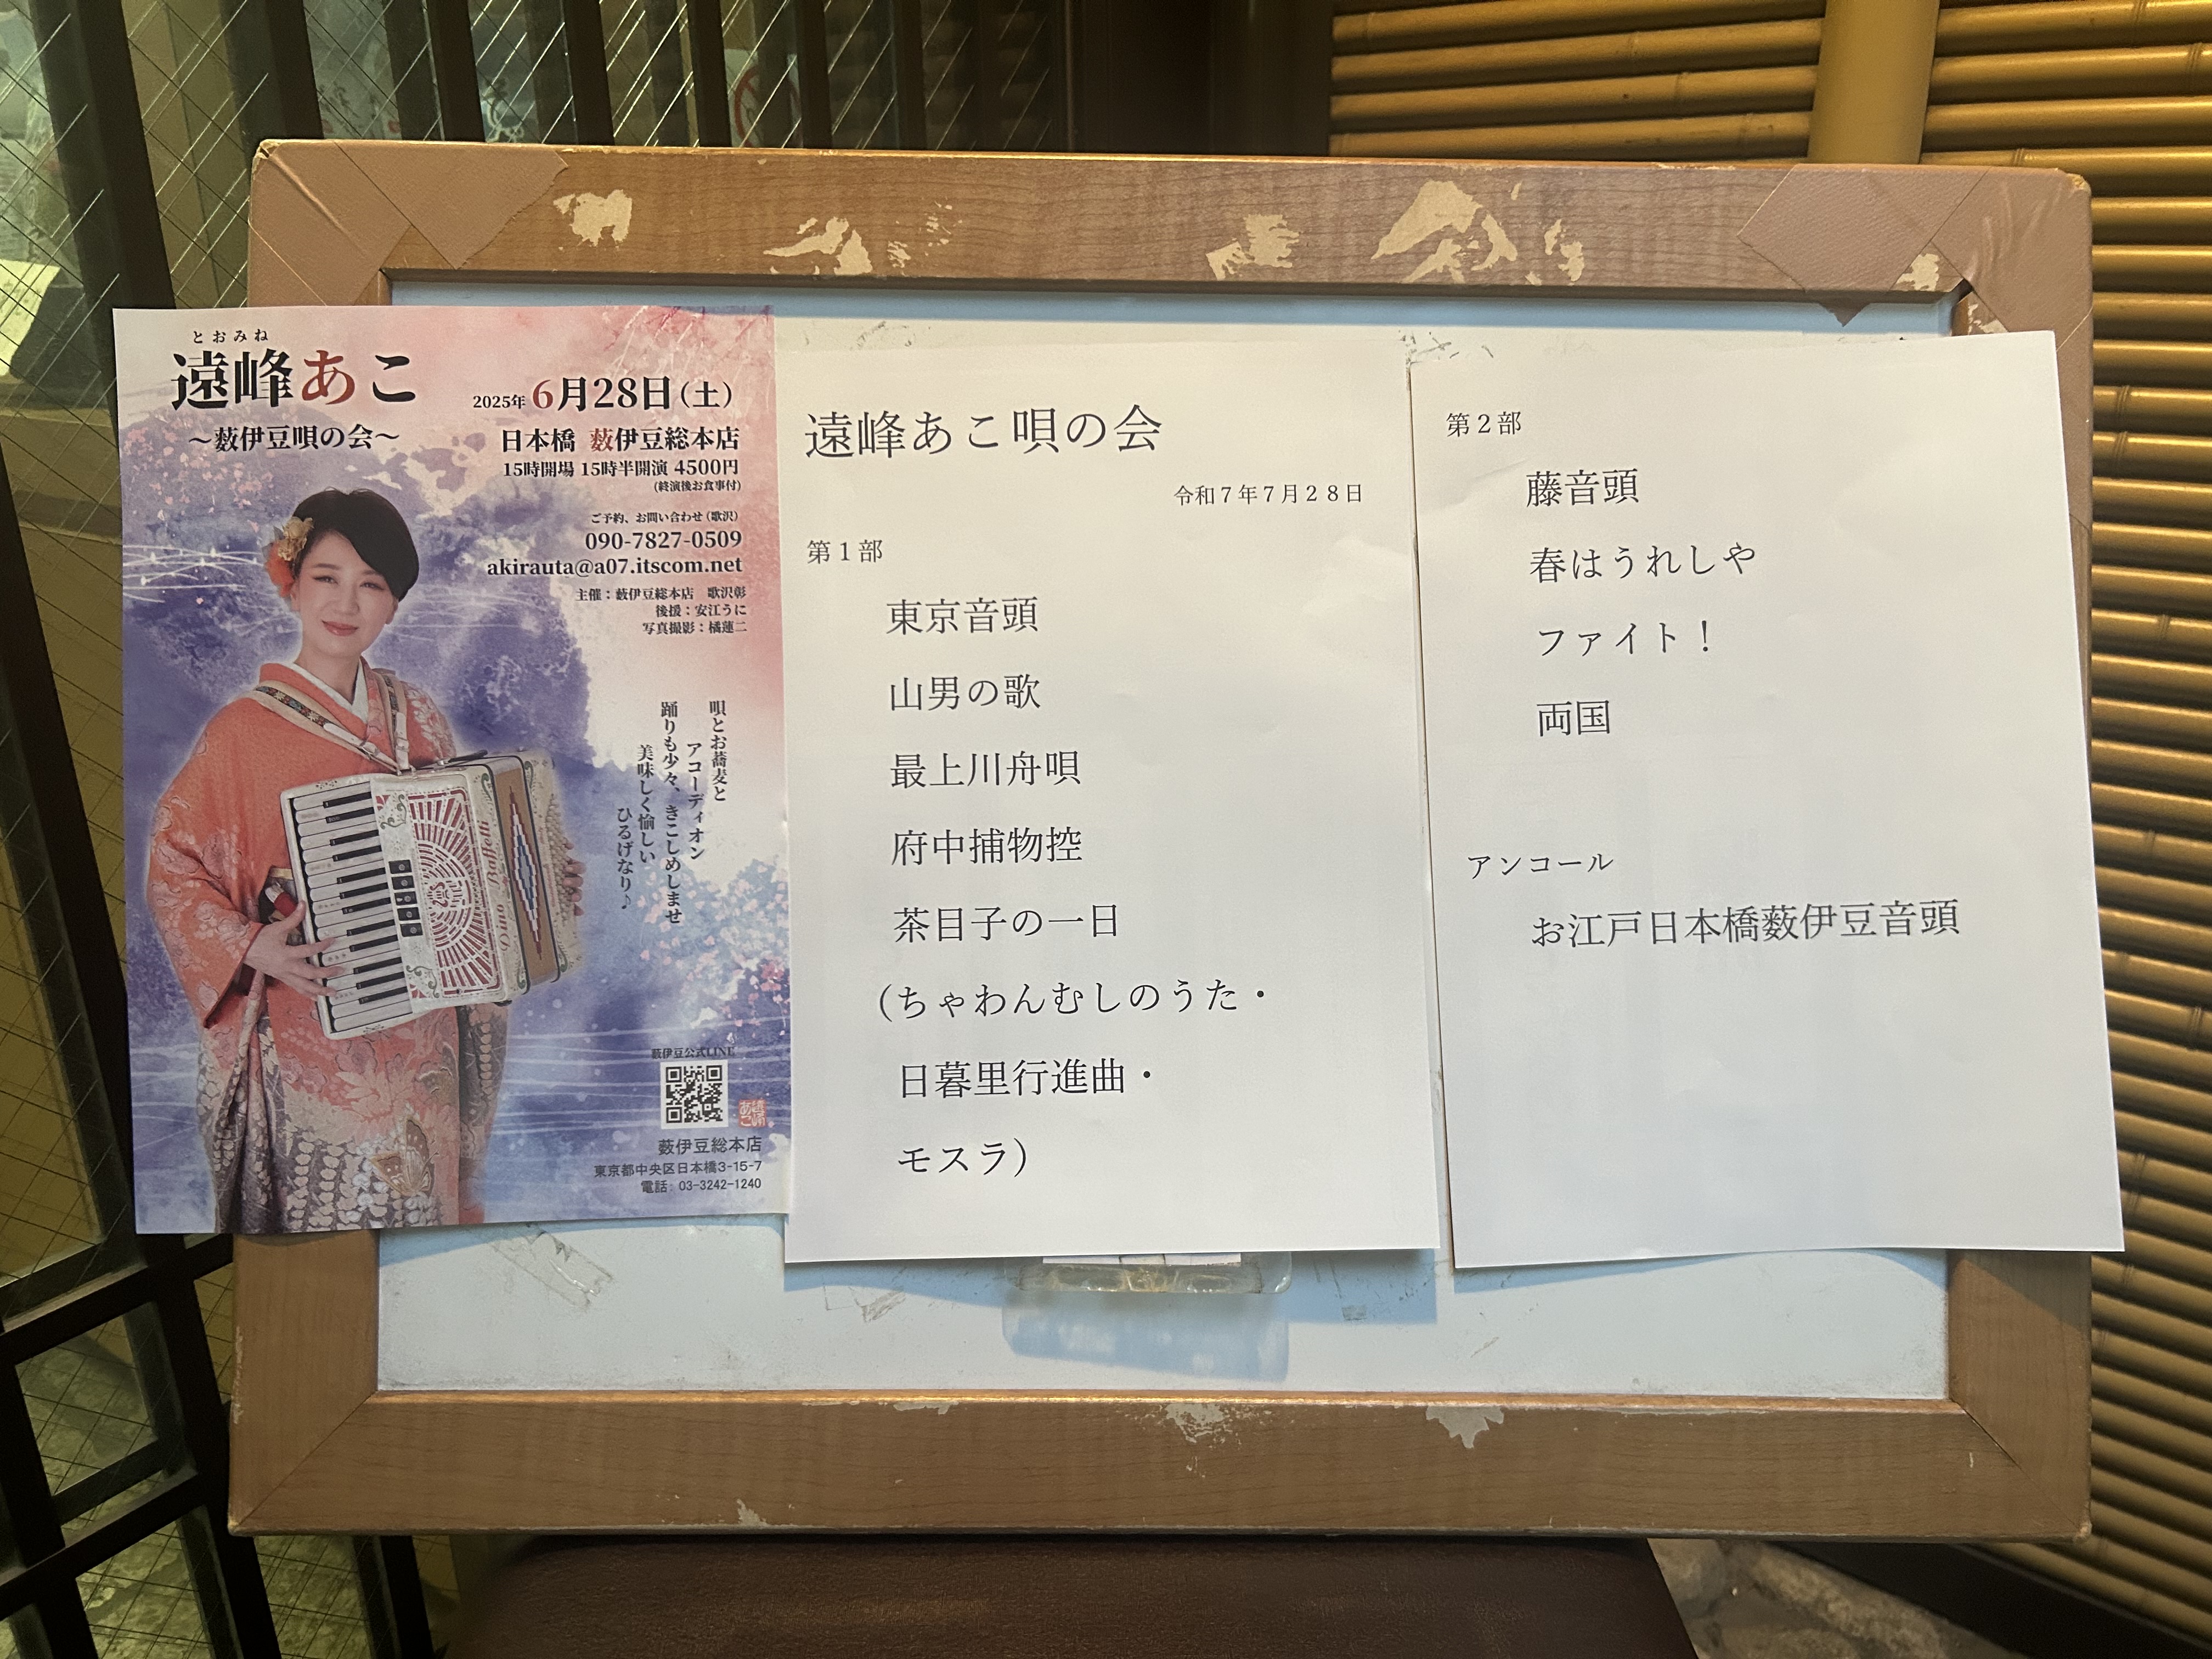 とおみね
遠峰あこ
～薮伊豆唄の会～
2025年 6月28日(土)
日本橋 薮伊豆総本店
15時開場 15時半開演 4500円
(終演後お食事付)
ご予約、お問い合わせ(歌沢)
090-7827-0509
akirauta@a07.itscom.net
主催：薮伊豆総本店 歌沢彰
後援：安江うに
写真撮影：橘蓮二
唄とお蕎麦と
アコーディオン
踊りも少々、きこしめしませ
美味しく愉しい
ひるげなり♪
Dino Baffetti
薮伊豆公式LINE
薮伊豆総本店
東京都中央区日本橋3-15-7
電話: 03-3242-1240
遠峰あこ唄の会
令和７年７月２８日
第１部
東京音頭
山男の歌
最上川舟唄
府中捕物控
茶目子の一日
(ちゃわんむしのうた・
日暮里行進曲・
モスラ)
第２部
藤音頭
春はうれしや
ファイト！
両国
アンコール
お江戸日本橋薮伊豆音頭